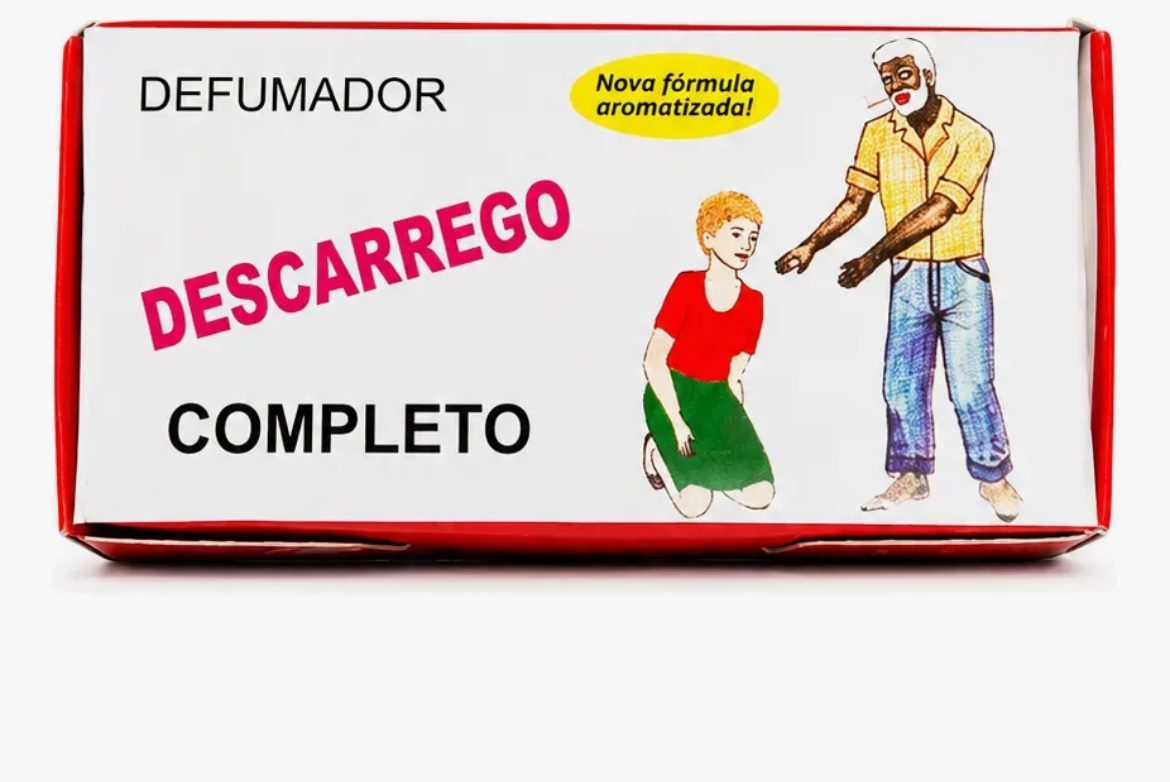 DEFUMADOR
Nova fórmula
aromatizada!
DESCARREGO
COMPLETO